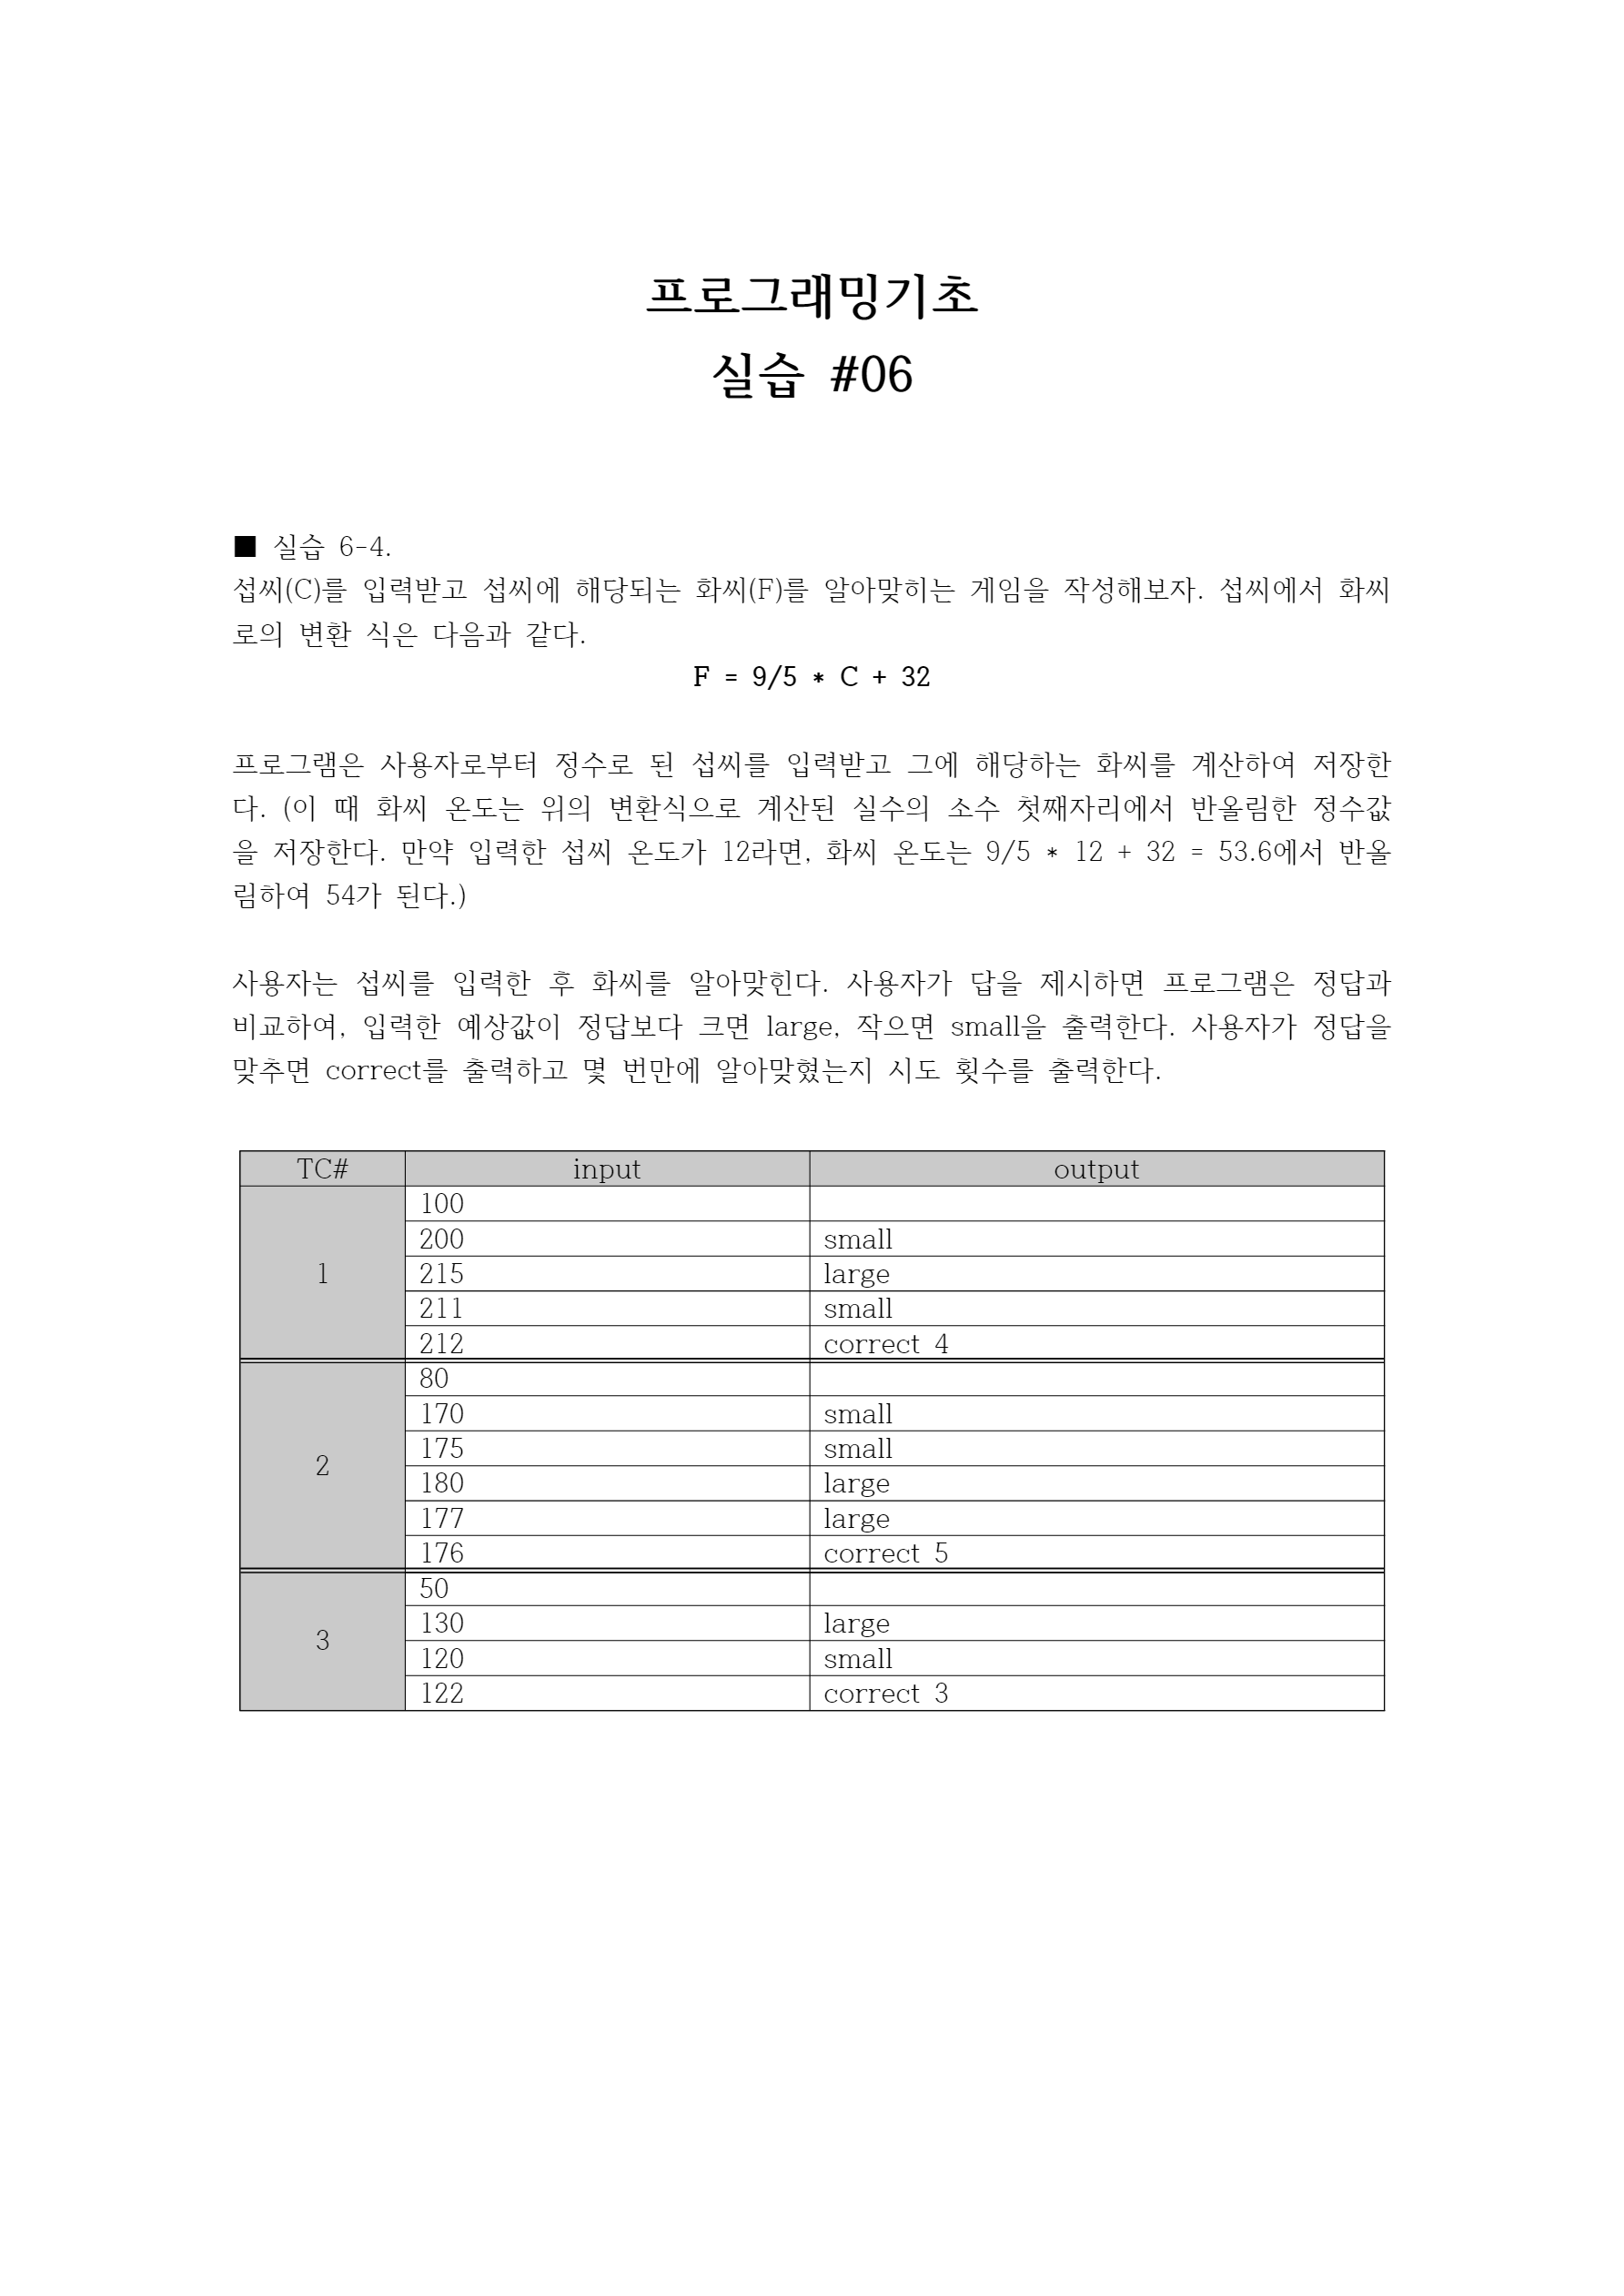 프로그래밍기초
실습 #06
■ 실습 6-4.
섭씨(C)를 입력받고 섭씨에 해당되는 화씨(F)를 알아맞히는 게임을 작성해보자. 섭씨에서 화씨
로의 변환 식은 다음과 같다.
F = 9/5 * C + 32
프로그램은 사용자로부터 정수로 된 섭씨를 입력받고 그에 해당하는 화씨를 계산하여 저장한
다. (이 때 화씨 온도는 위의 변환식으로 계산된 실수의 소수 첫째자리에서 반올림한 정수값
을 저장한다. 만약 입력한 섭씨 온도가 12라면, 화씨 온도는 9/5 * 12 + 32 = 53.6에서 반올
림하여 54가 된다.)
사용자는 섭씨를 입력한 후 화씨를 알아맞힌다. 사용자가 답을 제시하면 프로그램은 정답과
비교하여, 입력한 예상값이 정답보다 크면 large, 작으면 small을 출력한다. 사용자가 정답을
맞추면 correct를 출력하고 몇 번만에 알아맞혔는지 시도 횟수를 출력한다.
TC# input output
1
100
200 small
215 large
211 small
212 correct 4
2
80
170 small
175 small
180 large
177 large
176 correct 5
3
50
130 large
120 small
122 correct 3